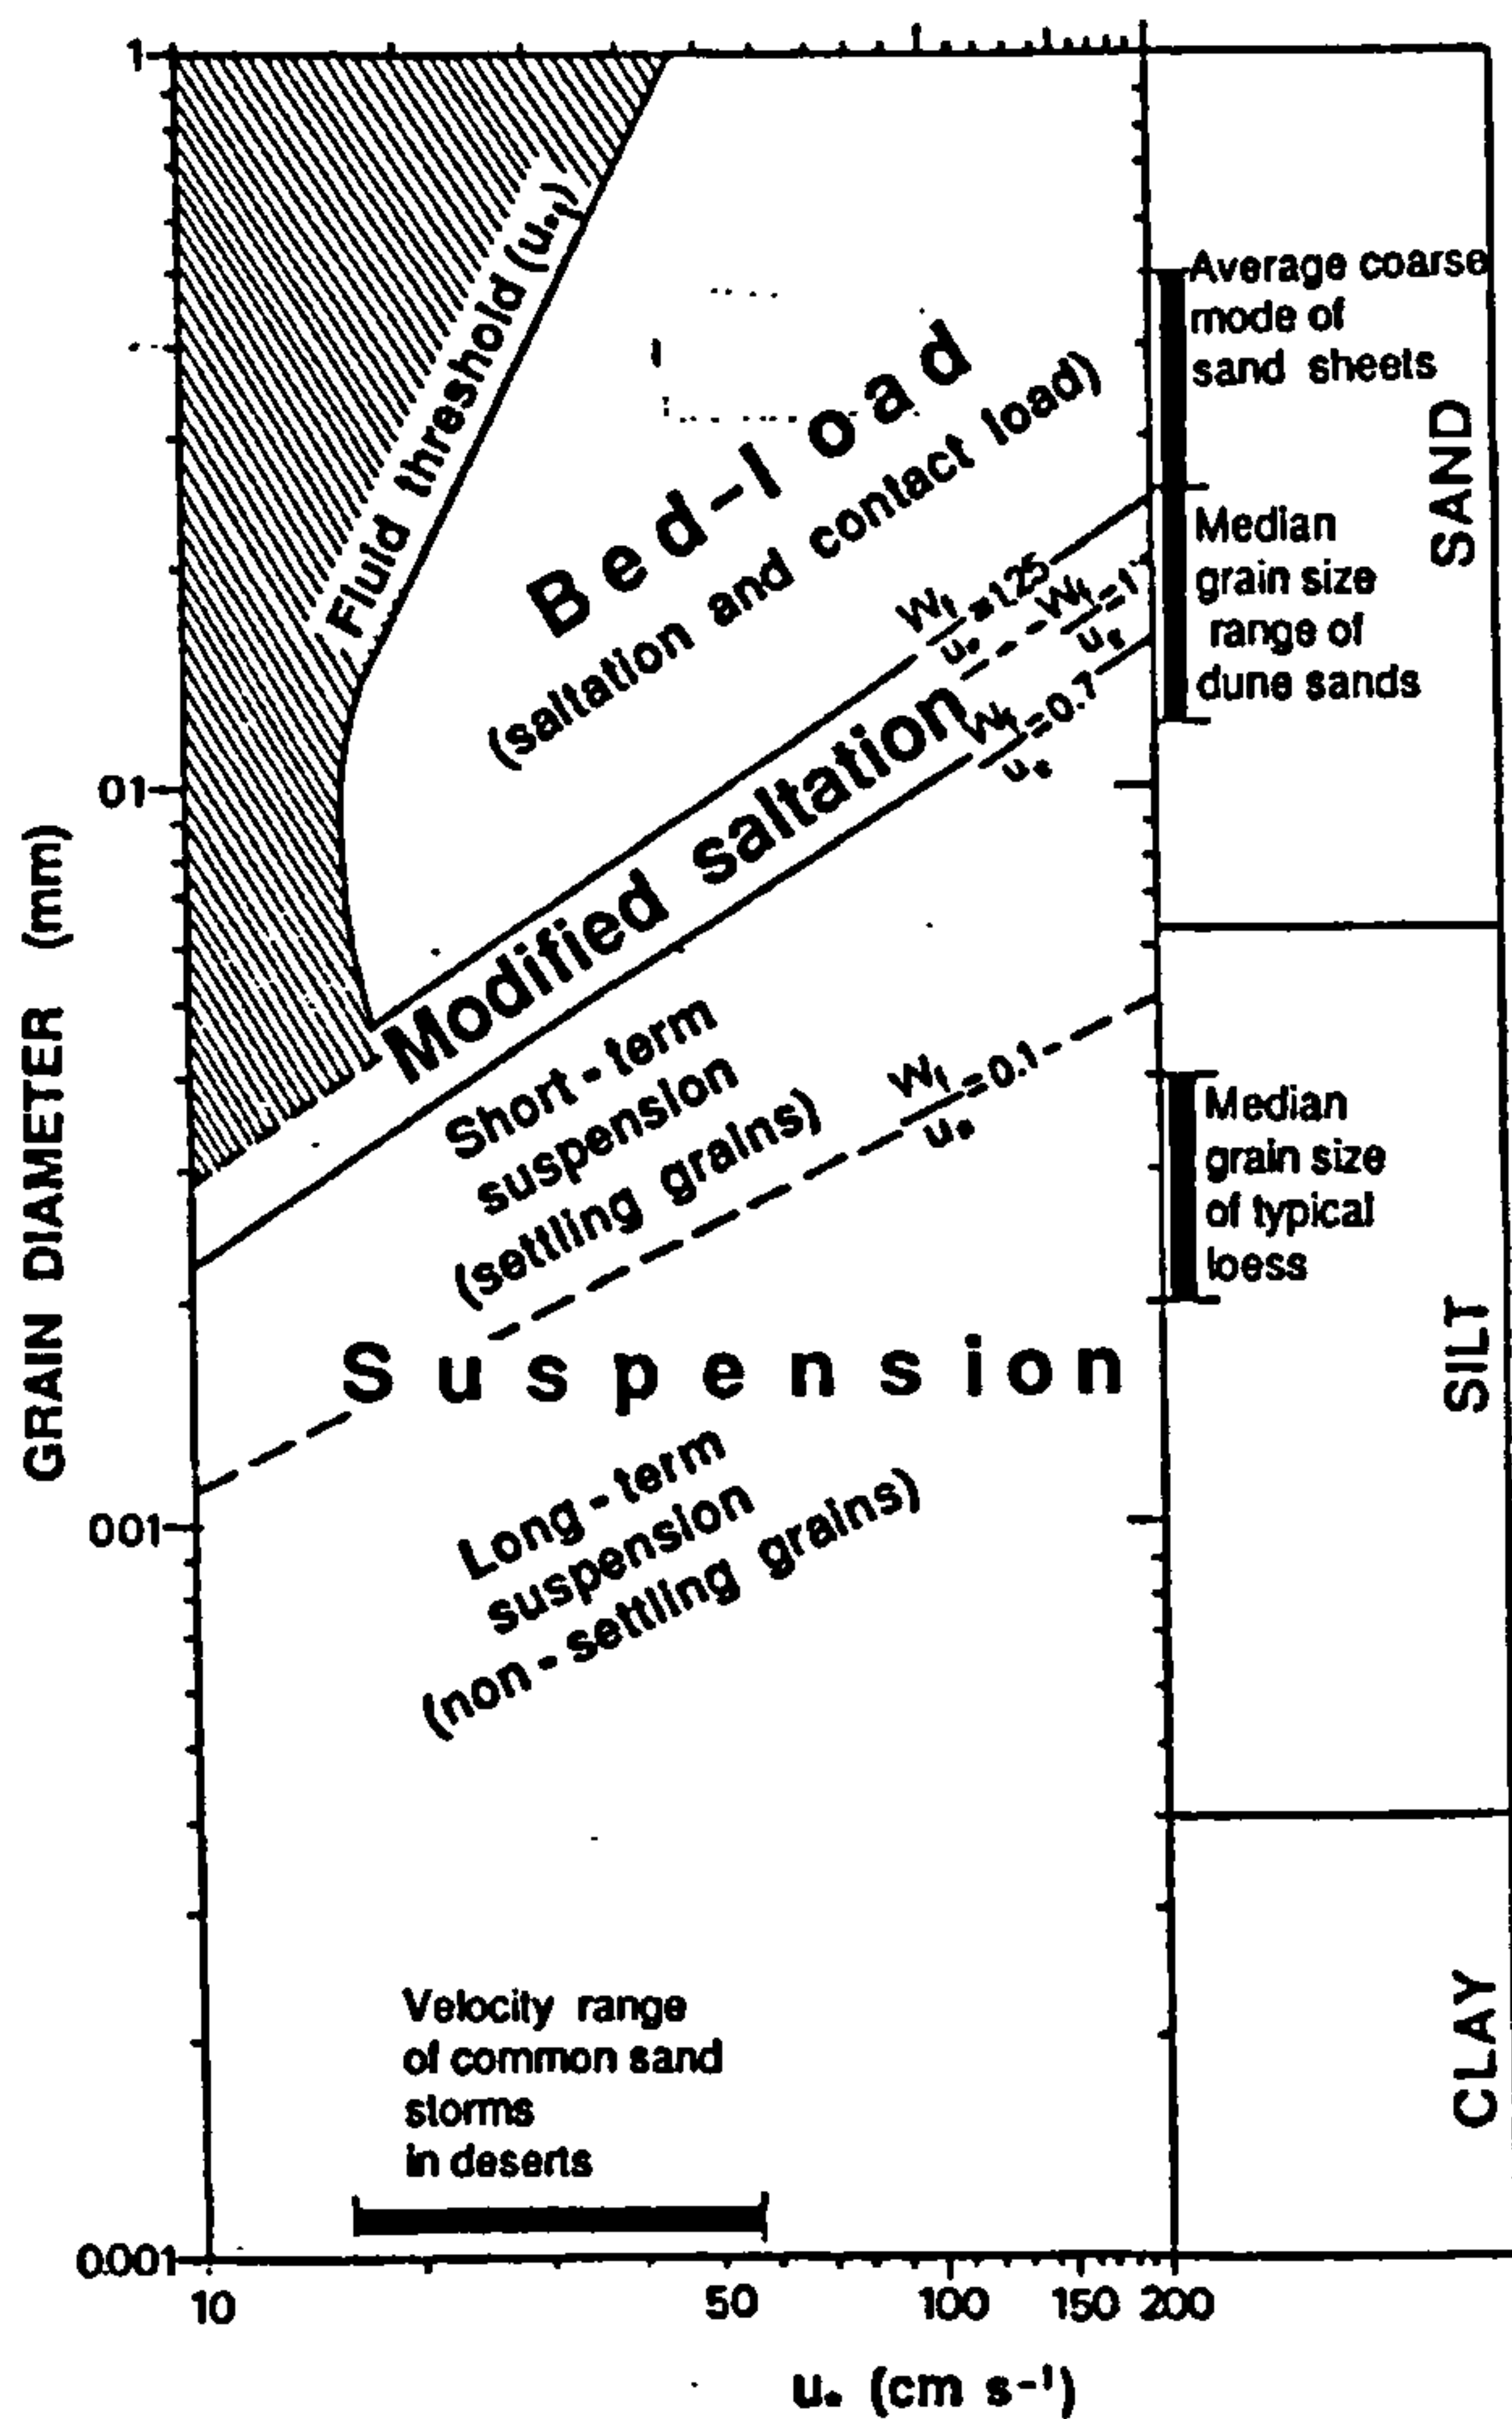 1
Fluid threshold (u*t)
Bed-load
(saltation and contact load)
Wf/u* = 1.25
Wf/u* = 1
Wf/u* = 0.7
Modified saltation
Short-term
suspension
(settling grains)
Wf/u* = 0.1
Suspension
Long-term
suspension
(non-settling grains)
Velocity range
of common sand
storms
in deserts
Average coarse
mode of
sand sheets
Median
grain size
range of
dune sands
SAND
Median
grain size
of typical
loess
SILT
CLAY
GRAIN DIAMETER (mm)
01
001
0.001
10
50
100
150
200
u* (cm s-1)